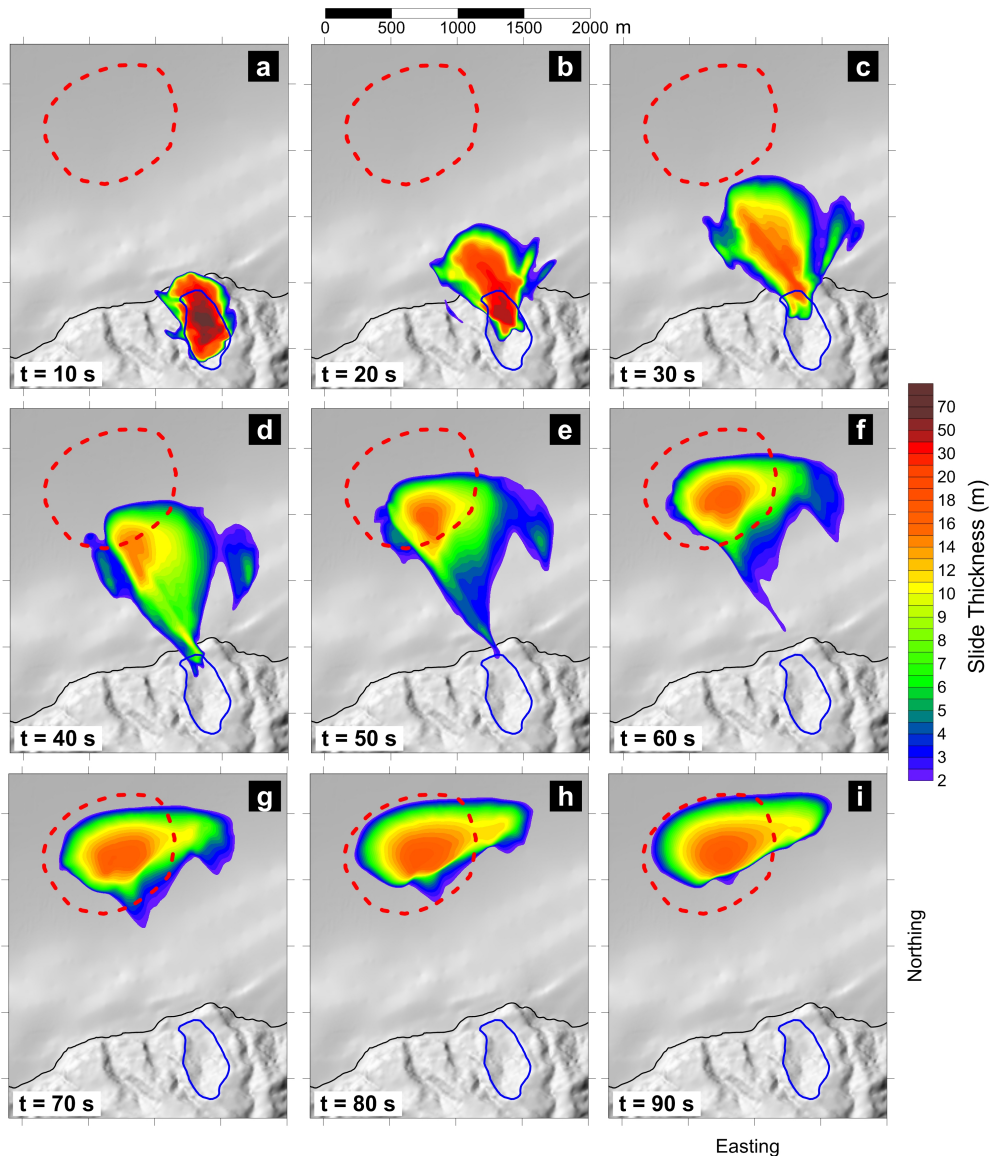 0 500 1000 1500 2000 m
a b c
t = 10 s t = 20 s t = 30 s
d e f
70
50
30
20
18
16
14
12
10
9
8
7
6
5
4
3
2
Slide Thickness (m)
t = 40 s t = 50 s t = 60 s
g h i
Northing
t = 70 s t = 80 s t = 90 s
Easting